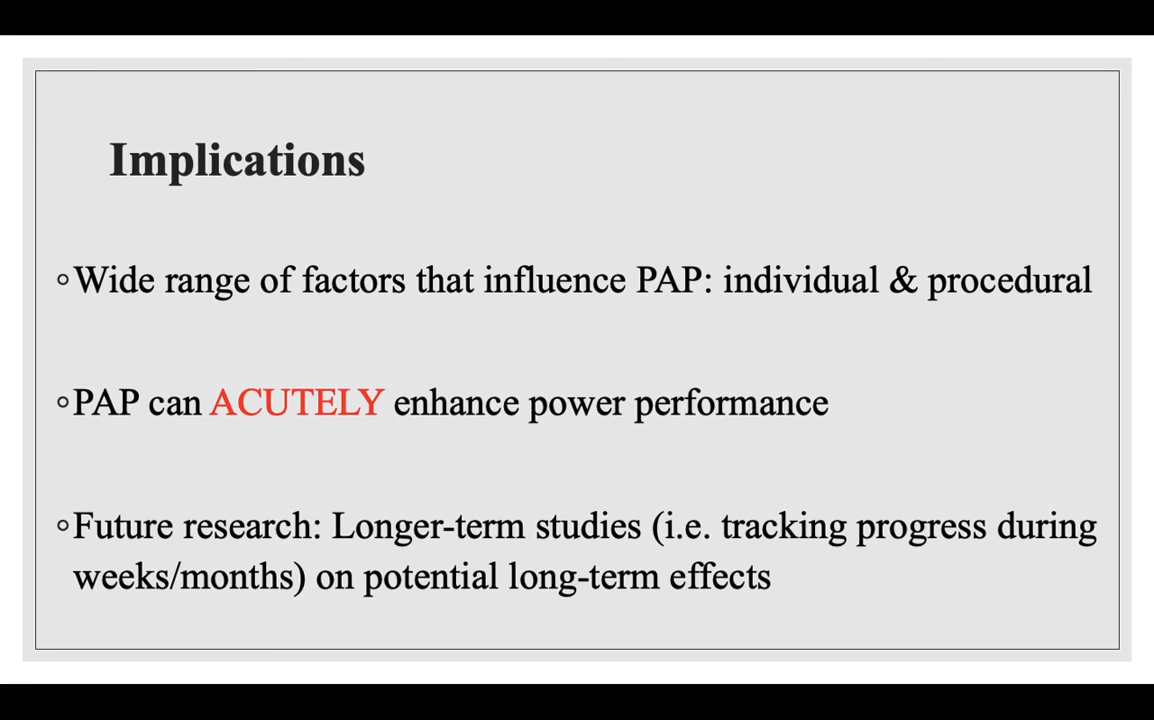 Implications
◦Wide range of factors that influence PAP: individual & procedural
◦PAP can ACUTELY enhance power performance
◦Future research: Longer-term studies (i.e. tracking progress during
weeks/months) on potential long-term effects